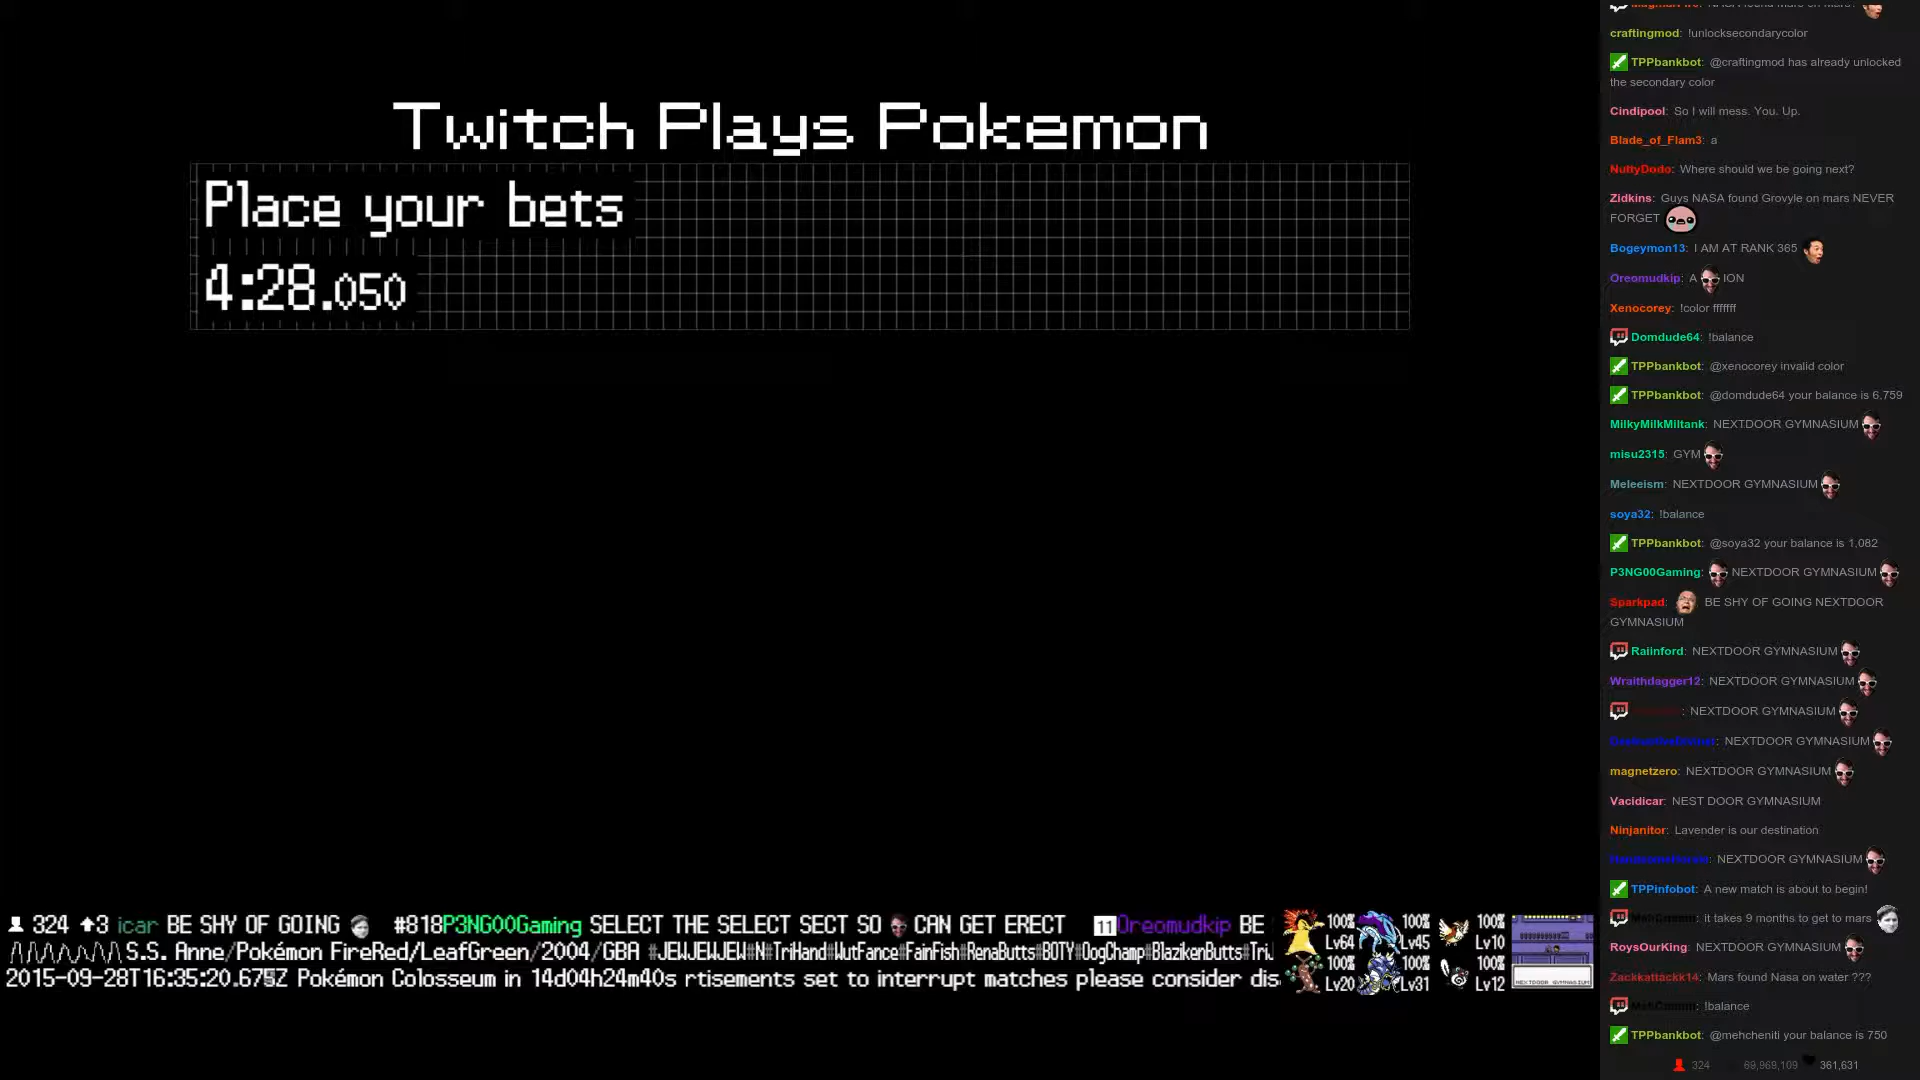 Twitch Plays Pokemon
Place your bets
4:28.050
324 3 icar BE SHY OF GOING #818P3NG00Gaming SELECT THE SELECT SECT SO CAN GET ERECT 11 Oreomudkip BE
S.S. Anne/Pokémon FireRed/LeafGreen/2004/GBA #JEWJEWJEW#N#TriHand#WutFance#FainFish#RenaButts#BOTY#OogChamp#BlazikenButts#TriJ
2015-09-28T16:35:20.675Z Pokémon Colosseum in 14d04h24m40s rtisements set to interrupt matches please consider dis
100% 100% 100%
Lv64 Lv45 Lv10
100% 100% 100%
Lv20 Lv31 Lv12
NEXTDOOR GYMNASIUM
craftingmod: !unlocksecondarycolor
TPPbankbot: @craftingmod has already unlocked
the secondary color
Cindipool: So I will mess. You. Up.
Blade_of_Flam3: a
NuttyDodo: Where should we be going next?
Zidkins: Guys NASA found Grovyle on mars NEVER
FORGET
Bogeymon13: I AM AT RANK 365
Oreomudkip: A ION
Xenocorey: !color fffffff
Domdude64: !balance
TPPbankbot: @xenocorey invalid color
TPPbankbot: @domdude64 your balance is 6,759
MilkyMilkMiltank: NEXTDOOR GYMNASIUM
misu2315: GYM
Meleeism: NEXTDOOR GYMNASIUM
soya32: !balance
TPPbankbot: @soya32 your balance is 1,082
P3NG00Gaming: NEXTDOOR GYMNASIUM
Sparkpad: BE SHY OF GOING NEXTDOOR
GYMNASIUM
Raiinford: NEXTDOOR GYMNASIUM
Wraithdagger12: NEXTDOOR GYMNASIUM
: NEXTDOOR GYMNASIUM
: NEXTDOOR GYMNASIUM
magnetzero: NEXTDOOR GYMNASIUM
Vacidicar: NEST DOOR GYMNASIUM
Ninjanitor: Lavender is our destination
: NEXTDOOR GYMNASIUM
TPPinfobot: A new match is about to begin!
: it takes 9 months to get to mars
RoysOurKing: NEXTDOOR GYMNASIUM
Zackkattackk14: Mars found Nasa on water ???
: !balance
TPPbankbot: @mehcheniti your balance is 750
324 69,969,109 361,631